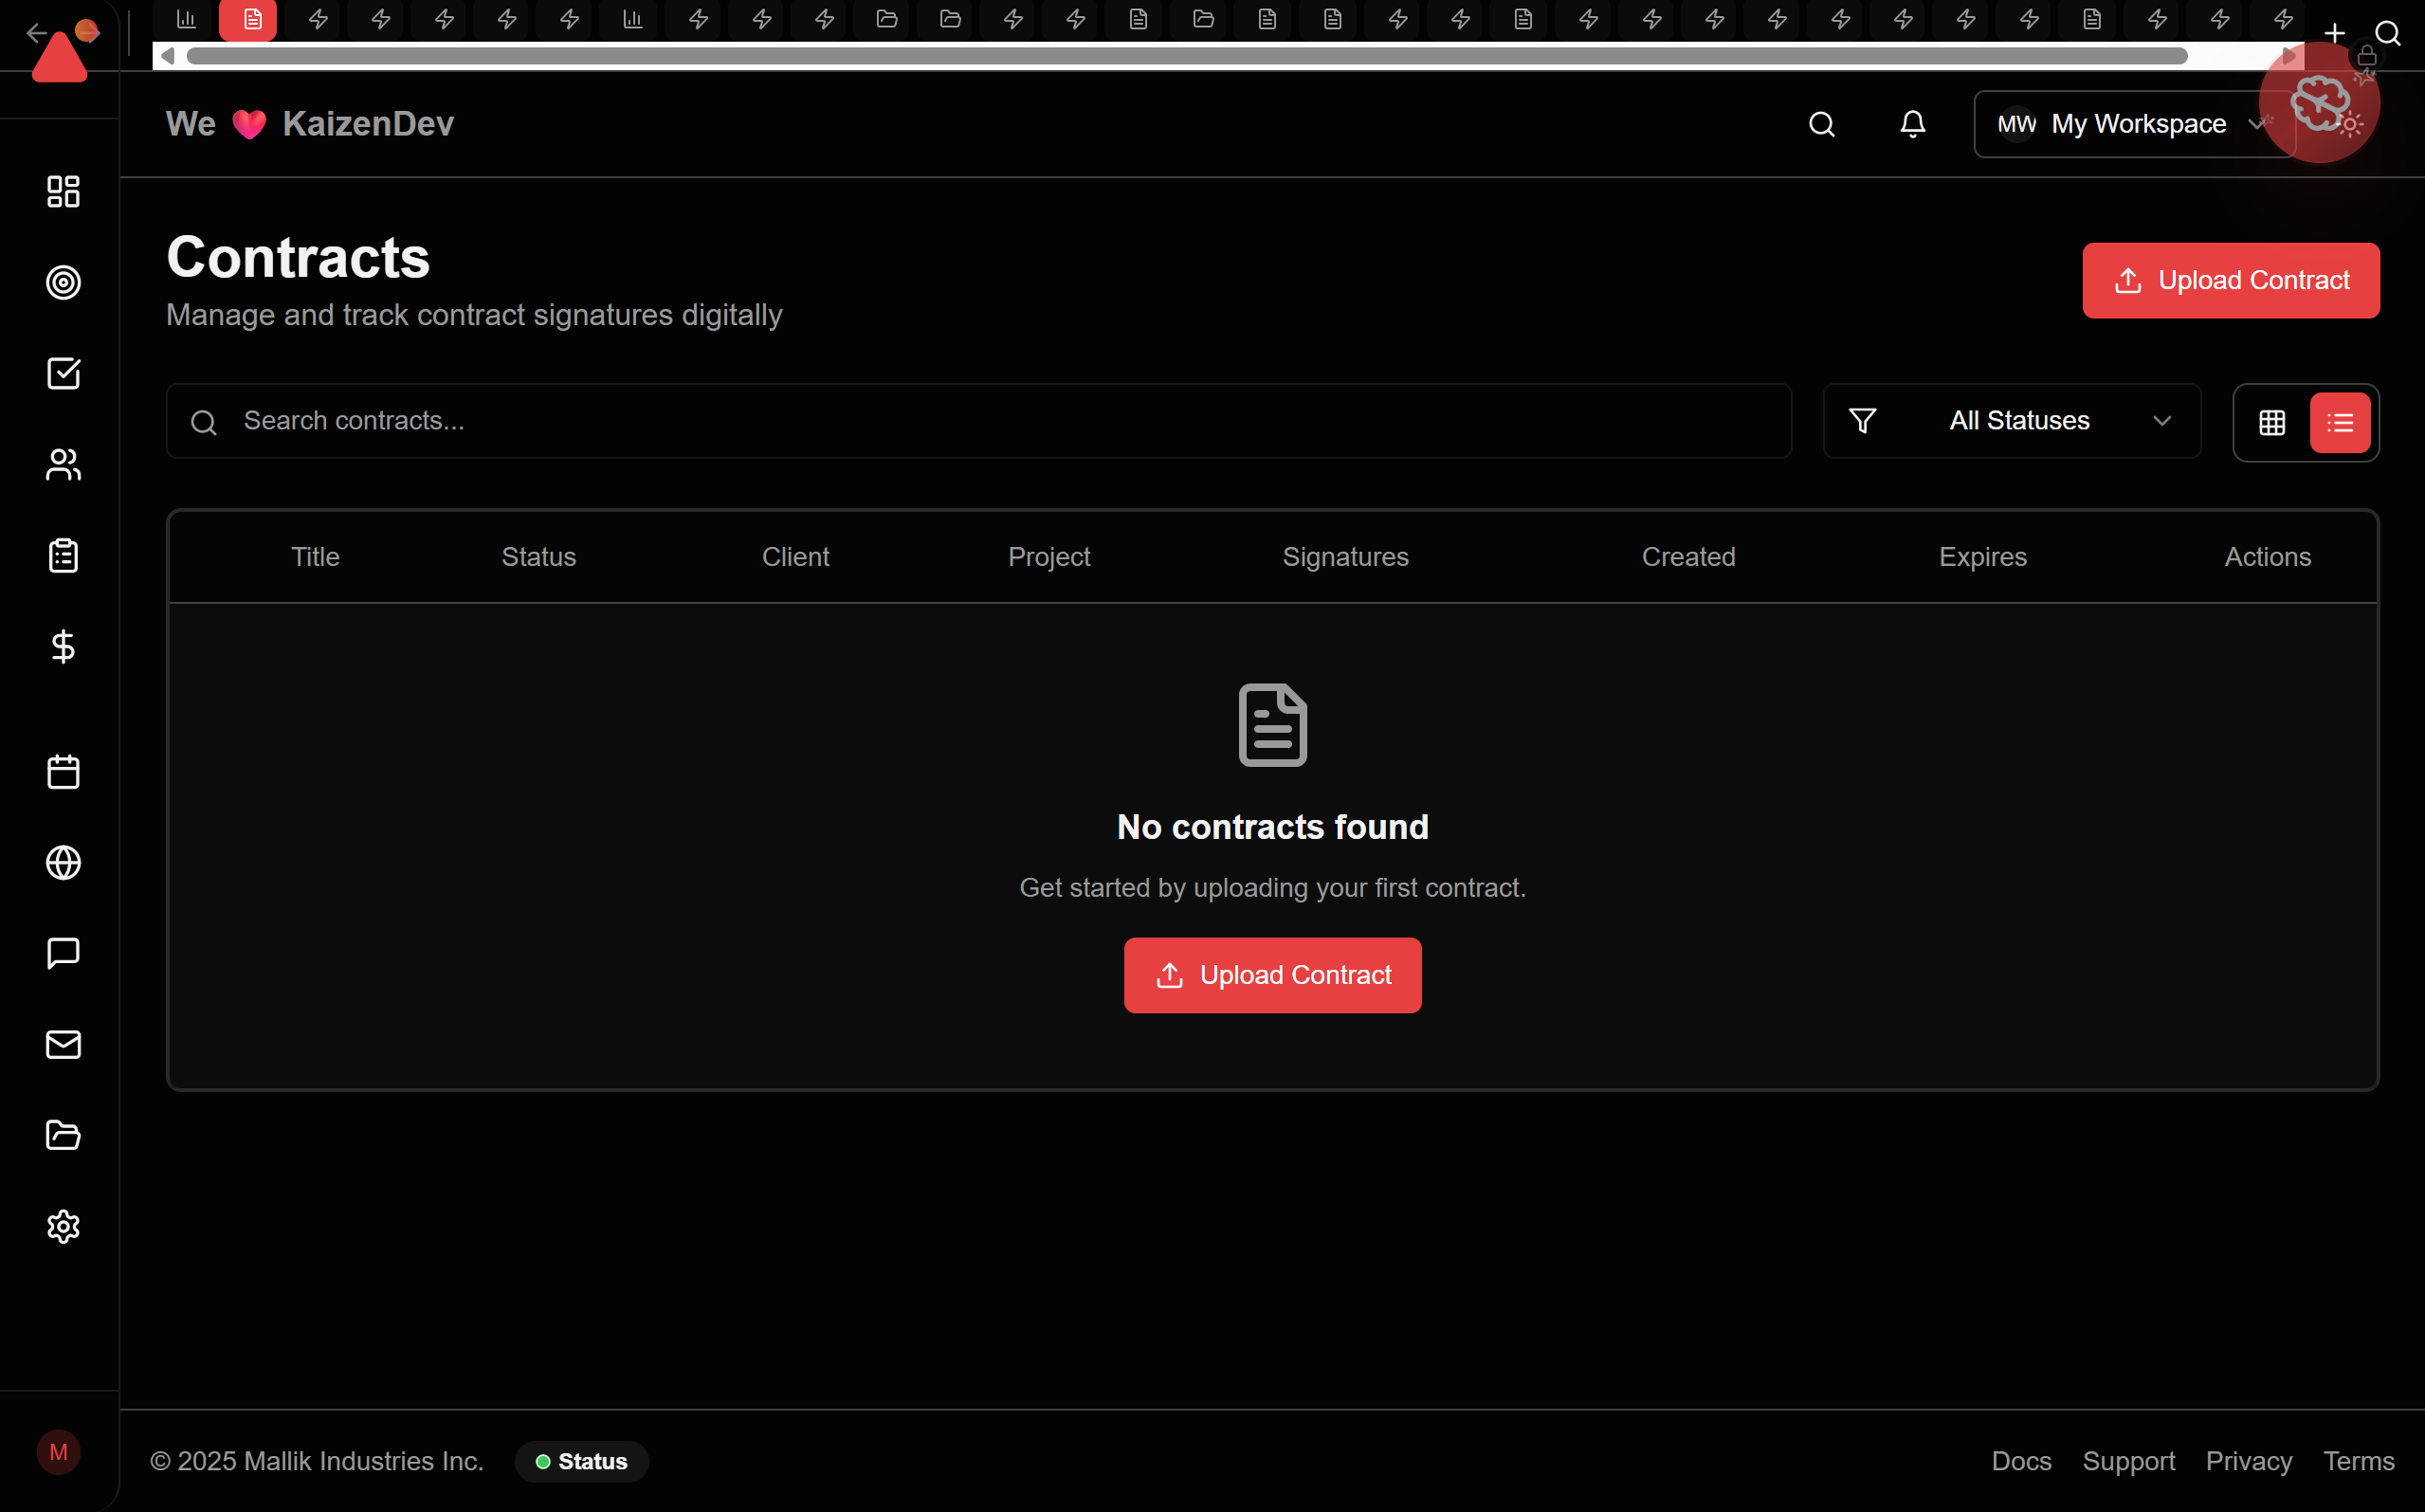 We ❤️ KaizenDev
MW My Workspace
Contracts
Manage and track contract signatures digitally
Upload Contract
Search contracts...
All Statuses
Title Status Client Project Signatures Created Expires Actions
No contracts found
Get started by uploading your first contract.
Upload Contract
M
© 2025 Mallik Industries Inc. Status Docs Support Privacy Terms